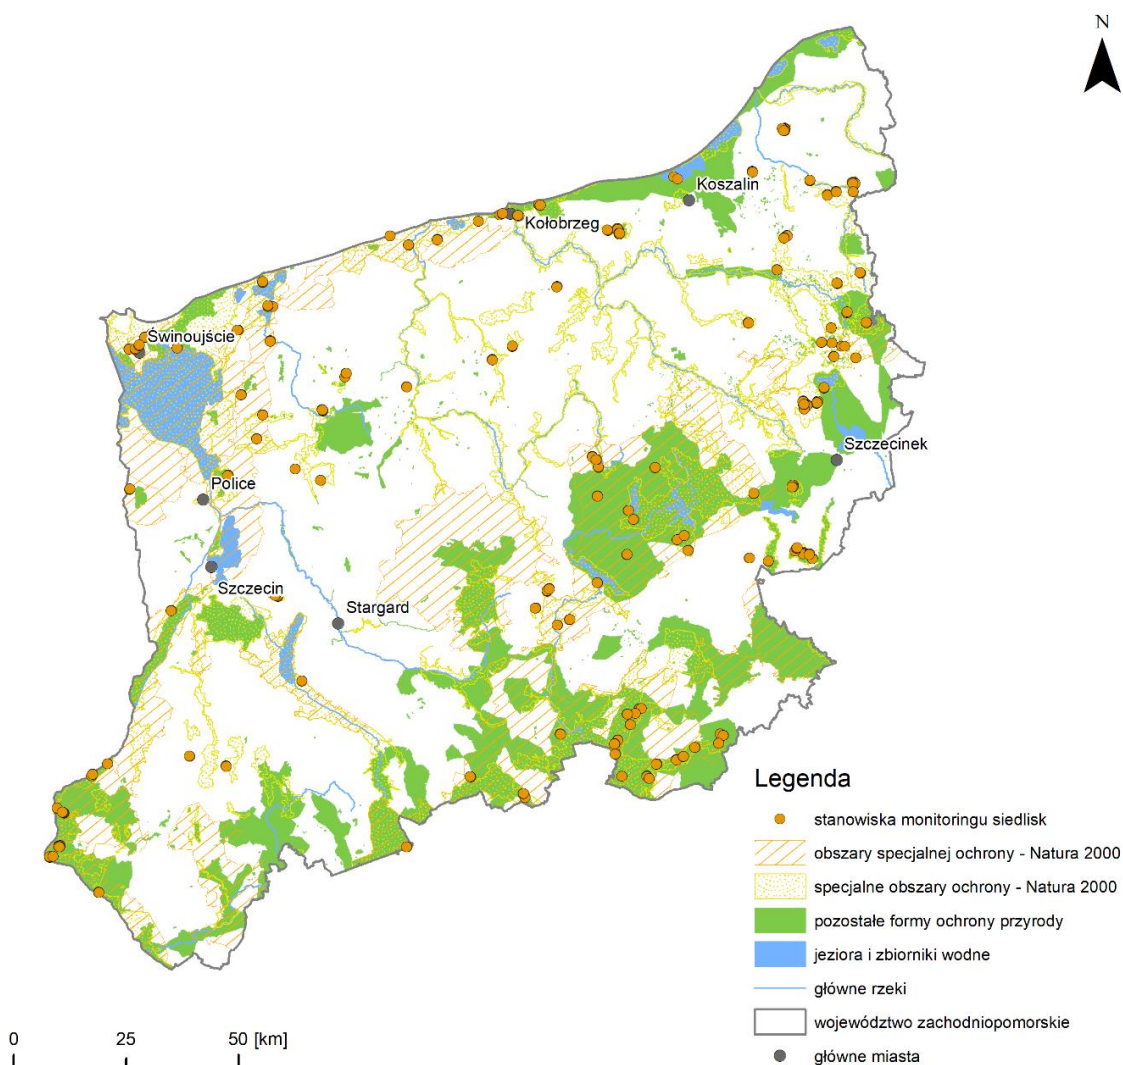 N
Koszalin
Kołobrzeg
Świnoujście
Szczecinek
Police
Szczecin
Stargard
Legenda
stanowiska monitoringu siedlisk
obszary specjalnej ochrony - Natura 2000
specjalne obszary ochrony - Natura 2000
pozostałe formy ochrony przyrody
jeziora i zbiorniki wodne
główne rzeki
województwo zachodniopomorskie
główne miasta
0 25 50 [km]